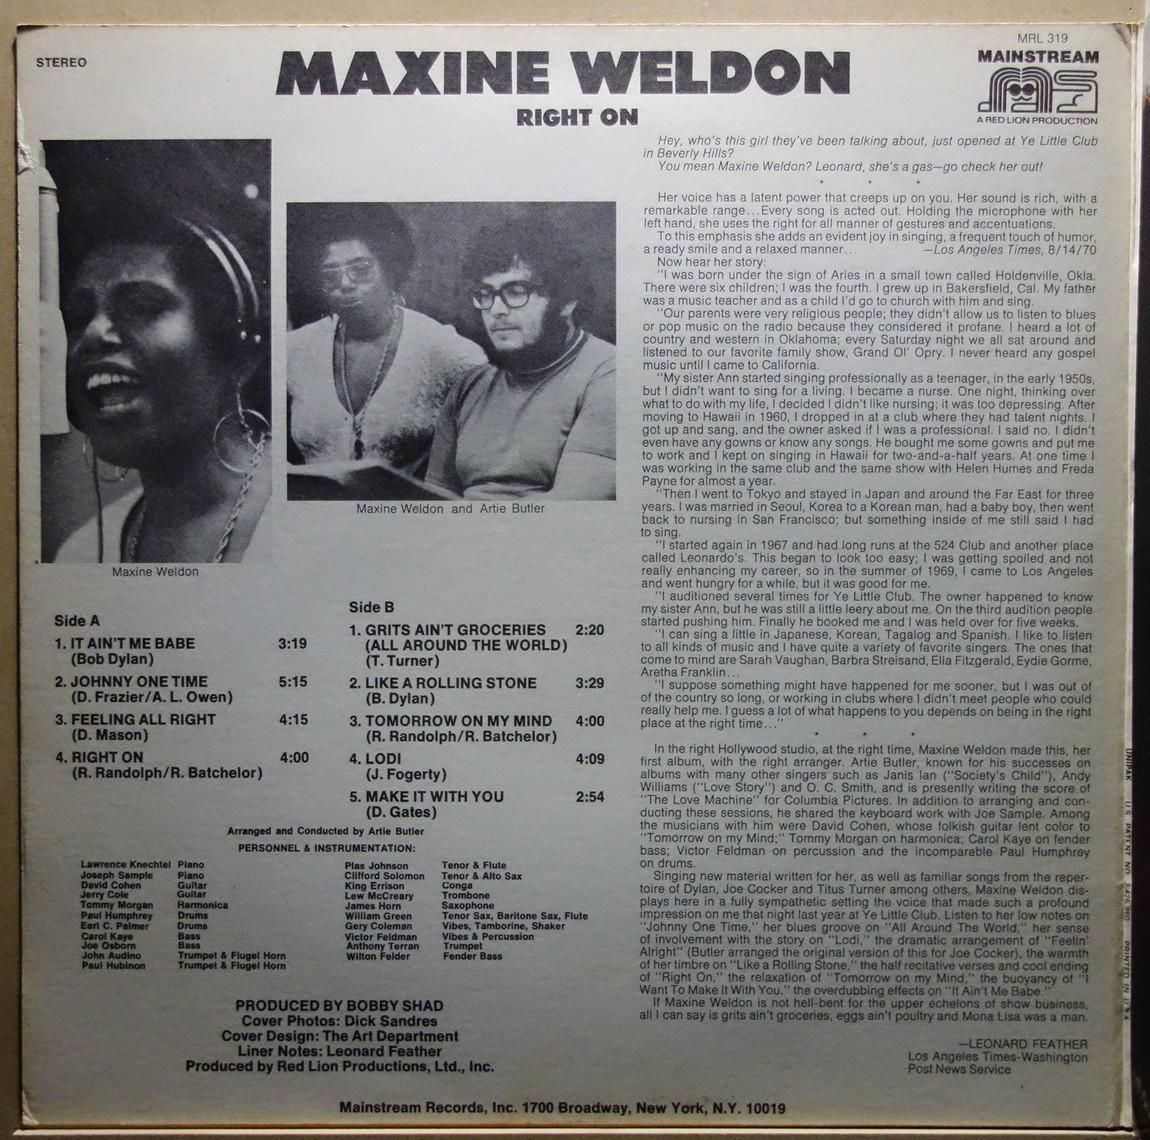 STEREO
MAXINE WELDON
RIGHT ON
MRL 319
MAINSTREAM
ms
A RED LION PRODUCTION
Maxine Weldon
Maxine Weldon and Artie Butler
Side A
1. IT AIN'T ME BABE 3:19
(Bob Dylan)
2. JOHNNY ONE TIME 5:15
(D. Frazier/A. L. Owen)
3. FEELING ALL RIGHT 4:15
(D. Mason)
4. RIGHT ON 4:00
(R. Randolph/R. Batchelor)
Side B
1. GRITS AIN'T GROCERIES 2:20
(ALL AROUND THE WORLD)
(T. Turner)
2. LIKE A ROLLING STONE 3:29
(B. Dylan)
3. TOMORROW ON MY MIND 4:00
(R. Randolph/R. Batchelor)
4. LODI 4:09
(J. Fogerty)
5. MAKE IT WITH YOU 2:54
(D. Gates)
Arranged and Conducted by Artie Butler
PERSONNEL & INSTRUMENTATION:
Lawrence Knechtel Piano
Joseph Sample Piano
David Cohen Guitar
Jerry Cole Guitar
Tommy Morgan Harmonica
Paul Humphrey Drums
Earl C. Palmer Drums
Carol Kaye Bass
Joe Osborn Bass
John Audino Trumpet & Flugel Horn
Paul Hubinon Trumpet & Flugel Horn
Plas Johnson Tenor & Flute
Clifford Solomon Tenor & Alto Sax
King Errison Conga
Lew McCreary Trombone
James Horn Saxophone
William Green Tenor Sax, Baritone Sax, Flute
Gery Coleman Vibes, Tamborine, Shaker
Victor Feldman Vibes & Percussion
Anthony Terran Trumpet
Wilton Felder Fender Bass
PRODUCED BY BOBBY SHAD
Cover Photos: Dick Sandres
Cover Design: The Art Department
Liner Notes: Leonard Feather
Produced by Red Lion Productions, Ltd., Inc.
Hey, who's this girl they've been talking about, just opened at Ye Little Club
in Beverly Hills?
You mean Maxine Weldon? Leonard, she's a gas—go check her out!
* * *
Her voice has a latent power that creeps up on you. Her sound is rich, with a
remarkable range...Every song is acted out. Holding the microphone with her
left hand, she uses the right for all manner of gestures and accentuations.
To this emphasis she adds an evident joy in singing, a frequent touch of humor,
a ready smile and a relaxed manner... —Los Angeles Times, 8/14/70
Now hear her story:
"I was born under the sign of Aries in a small town called Holdenville, Okla.
There were six children; I was the fourth. I grew up in Bakersfield, Cal. My father
was a music teacher and as a child I'd go to church with him and sing.
"Our parents were very religious people; they didn't allow us to listen to blues
or pop music on the radio because they considered it profane. I heard a lot of
country and western in Oklahoma; every Saturday night we all sat around and
listened to our favorite family show, Grand Ol' Opry. I never heard any gospel
music until I came to California.
"My sister Ann started singing professionally as a teenager, in the early 1950s,
but I didn't want to sing for a living. I became a nurse. One night, thinking over
what to do with my life, I decided I didn't like nursing; it was too depressing. After
moving to Hawaii in 1960, I dropped in at a club where they had talent nights. I
got up and sang, and the owner asked if I was a professional. I said no. I didn't
even have any gowns or know any songs. He bought me some gowns and put me
to work and I kept on singing in Hawaii for two-and-a-half years. At one time I
was working in the same club and the same show with Helen Humes and Freda
Payne for almost a year.
"Then I went to Tokyo and stayed in Japan and around the Far East for three
years. I was married in Seoul, Korea to a Korean man, had a baby boy, then went
back to nursing in San Francisco; but something inside of me still said I had
to sing.
"I started again in 1967 and had long runs at the 524 Club and another place
called Leonardo's. This began to look too easy; I was getting spoiled and not
really enhancing my career, so in the summer of 1969, I came to Los Angeles
and went hungry for a while, but it was good for me.
"I auditioned several times for Ye Little Club. The owner happened to know
my sister Ann, but he was still a little leery about me. On the third audition people
started pushing him. Finally he booked me and I was held over for five weeks.
"I can sing a little in Japanese, Korean, Tagalog and Spanish. I like to listen
to all kinds of music and I have quite a variety of favorite singers. The ones that
come to mind are Sarah Vaughan, Barbra Streisand, Ella Fitzgerald, Eydie Gorme,
Aretha Franklin...
"I suppose something might have happened for me sooner, but I was out of
of the country so long, or working in clubs where I didn't meet people who could
really help me. I guess a lot of what happens to you depends on being in the right
place at the right time..."
* * *
In the right Hollywood studio, at the right time, Maxine Weldon made this, her
first album, with the right arranger. Artie Butler, known for his successes on
albums with many other singers such as Janis Ian ("Society's Child"), Andy
Williams ("Love Story") and O. C. Smith, and is presently writing the score of
"The Love Machine" for Columbia Pictures. In addition to arranging and con-
ducting these sessions, he shared the keyboard work with Joe Sample. Among
the musicians with him were David Cohen, whose folkish guitar lent color to
"Tomorrow on my Mind;" Tommy Morgan on harmonica; Carol Kaye on fender
bass; Victor Feldman on percussion and the incomparable Paul Humphrey
on drums.
Singing new material written for her, as well as familiar songs from the reper-
toire of Dylan, Joe Cocker and Titus Turner among others, Maxine Weldon dis-
plays here in a fully sympathetic setting the voice that made such a profound
impression on me that night last year at Ye Little Club. Listen to her low notes on
"Johnny One Time," her blues groove on "All Around The World," her sense
of involvement with the story on "Lodi," the dramatic arrangement of "Feelin'
Alright" (Butler arranged the original version of this for Joe Cocker), the warmth
of her timbre on "Like a Rolling Stone," the half recitative verses and cool ending
of "Right On," the relaxation of "Tomorrow on my Mind," the buoyancy of "I
Want To Make It With You," the overdubbing effects on "It Ain't Me Babe."
If Maxine Weldon is not hell-bent for the upper echelons of show business,
all I can say is grits ain't groceries, eggs ain't poultry and Mona Lisa was a man.
—LEONARD FEATHER
Los Angeles Times-Washington
Post News Service
Mainstream Records, Inc. 1700 Broadway, New York, N.Y. 10019
UNIPAK U.S. PATENT NO. PRINTED IN U.S.A.